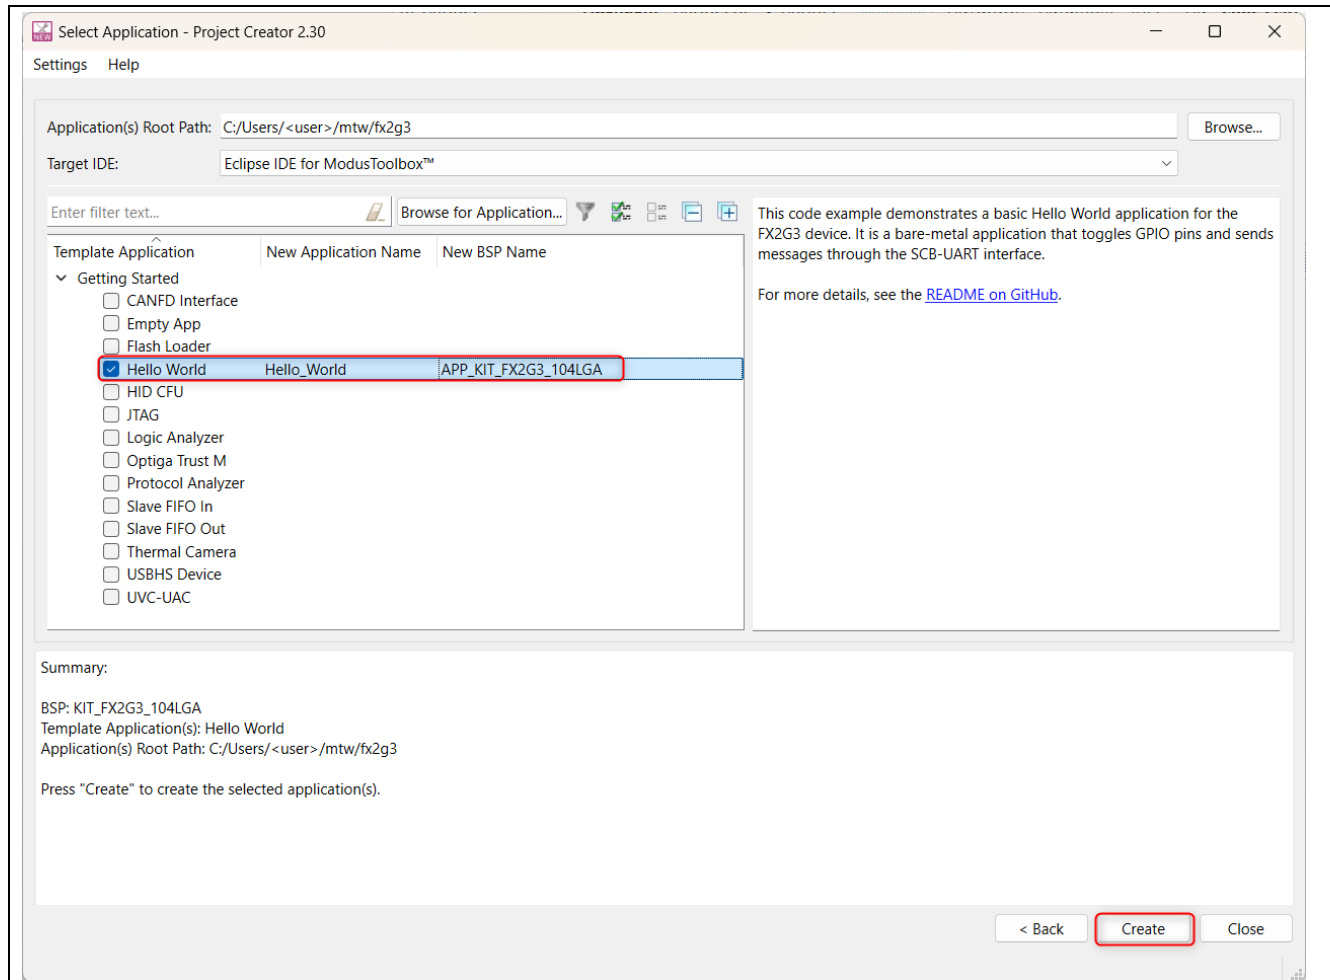 Select Application - Project Creator 2.30
Settings Help
Application(s) Root Path: C:/Users/<user>/mtw/fx2g3 Browse...
Target IDE: Eclipse IDE for ModusToolbox™
Enter filter text... Browse for Application...
Template Application New Application Name New BSP Name
Getting Started
CANFD Interface
Empty App
Flash Loader
Hello World Hello_World APP_KIT_FX2G3_104LGA
HID CFU
JTAG
Logic Analyzer
Optiga Trust M
Protocol Analyzer
Slave FIFO In
Slave FIFO Out
Thermal Camera
USBHS Device
UVC-UAC
This code example demonstrates a basic Hello World application for the
FX2G3 device. It is a bare-metal application that toggles GPIO pins and sends
messages through the SCB-UART interface.
For more details, see the README on GitHub.
Summary:
BSP: KIT_FX2G3_104LGA
Template Application(s): Hello World
Application(s) Root Path: C:/Users/<user>/mtw/fx2g3
Press "Create" to create the selected application(s).
< Back Create Close